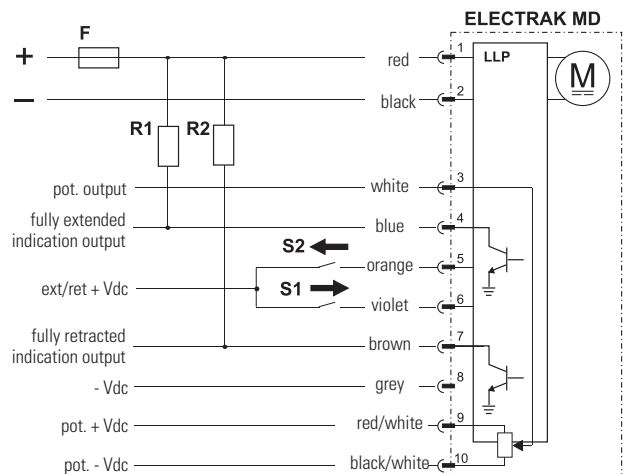 ELECTRAK MD
F
+ red 1 LLP M
− black 2
R1 R2
pot. output white 3
fully extended
indication output blue 4
S2 orange 5
ext/ret + Vdc S1 violet 6
fully retracted
indication output brown 7
- Vdc grey 8
pot. + Vdc red/white 9
pot. - Vdc black/white 10